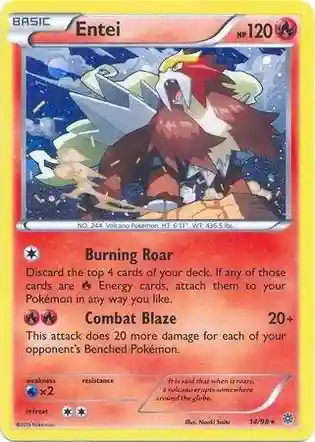 BASIC
Entei
HP120
NO. 244 Volcano Pokémon HT: 6'11" WT: 436.5 lbs.
Burning Roar
Discard the top 4 cards of your deck. If any of those
cards are Energy cards, attach them to your
Pokémon in any way you like.
Combat Blaze 20+
This attack does 20 more damage for each of your
opponent's Benched Pokémon.
weakness resistance
×2
retreat
It is said that when it roars,
a volcano erupts somewhere
around the globe.
Illus. Naoki Saito
14/98★
©2015 Pokémon